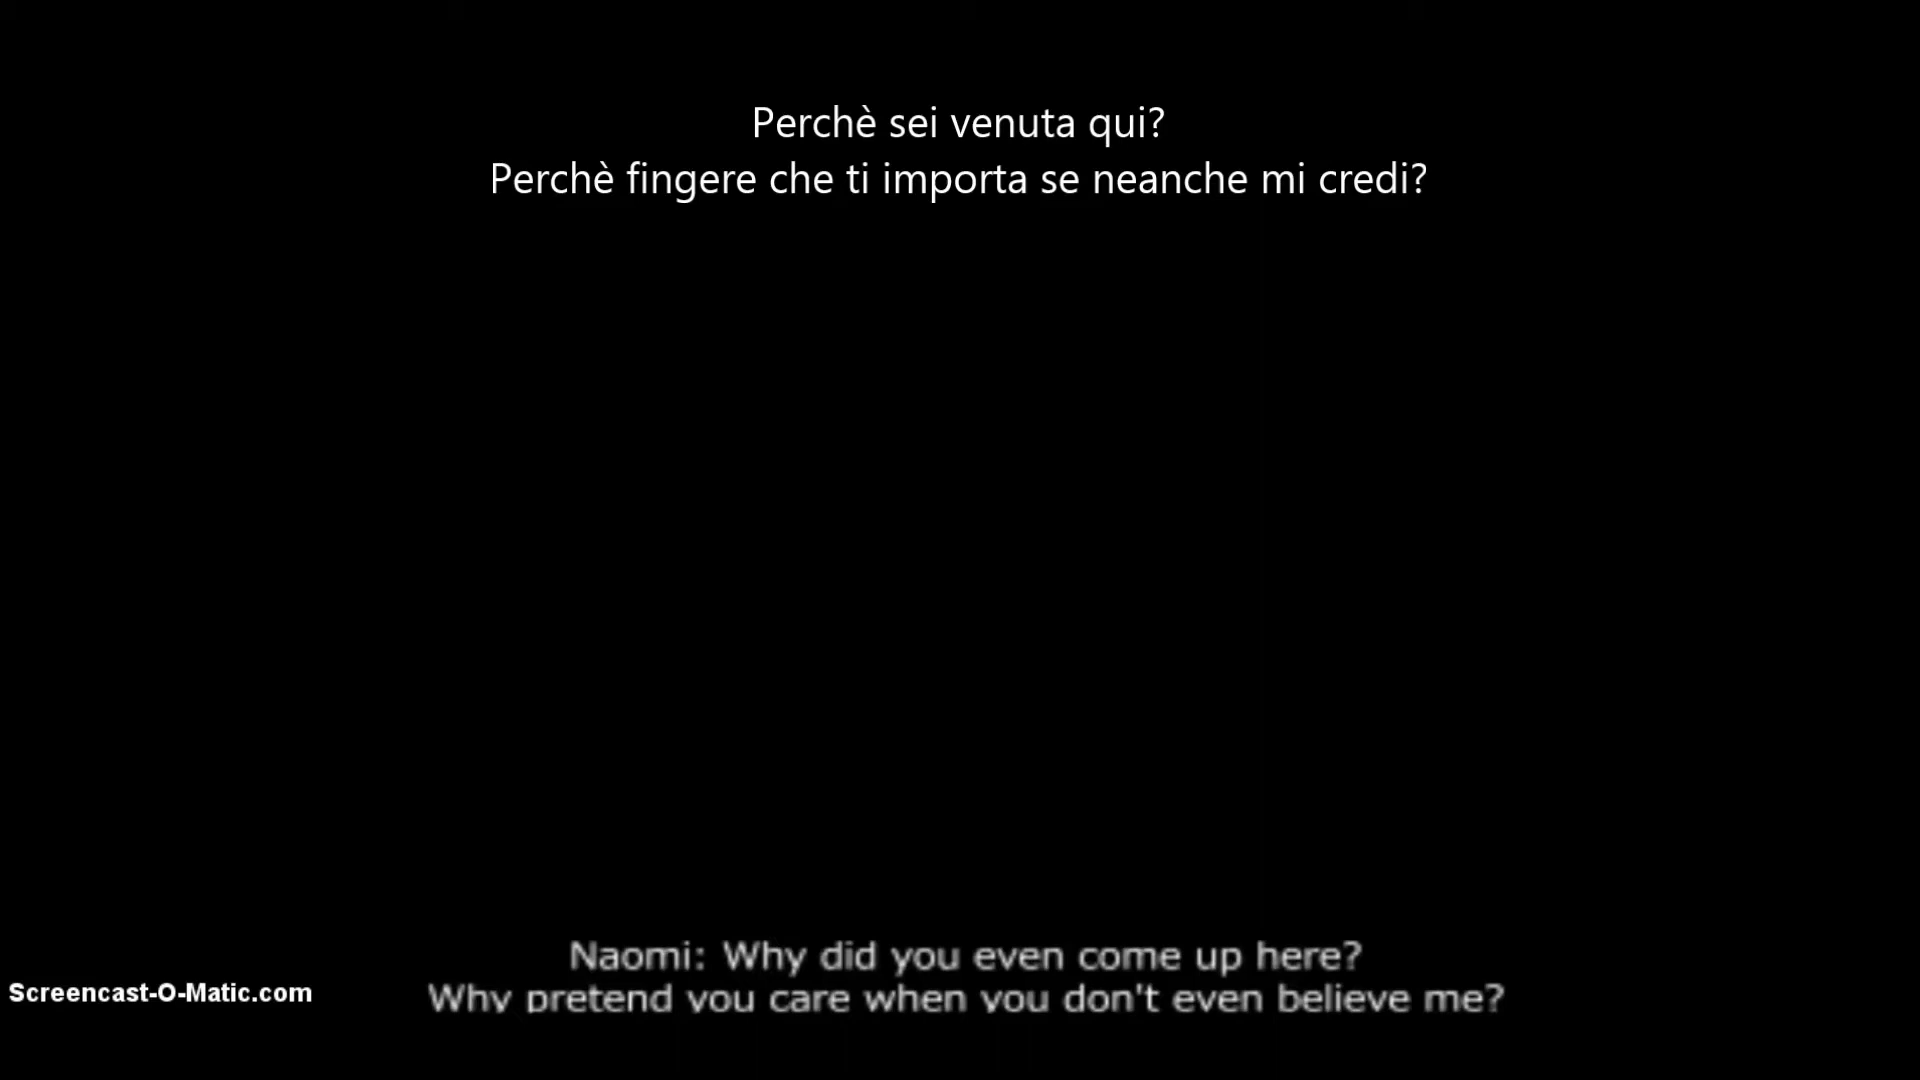 Perchè sei venuta qui?
Perchè fingere che ti importa se neanche mi credi?
Naomi: Why did you even come up here?
Why pretend you care when you don't even believe me?
Screencast-O-Matic.com